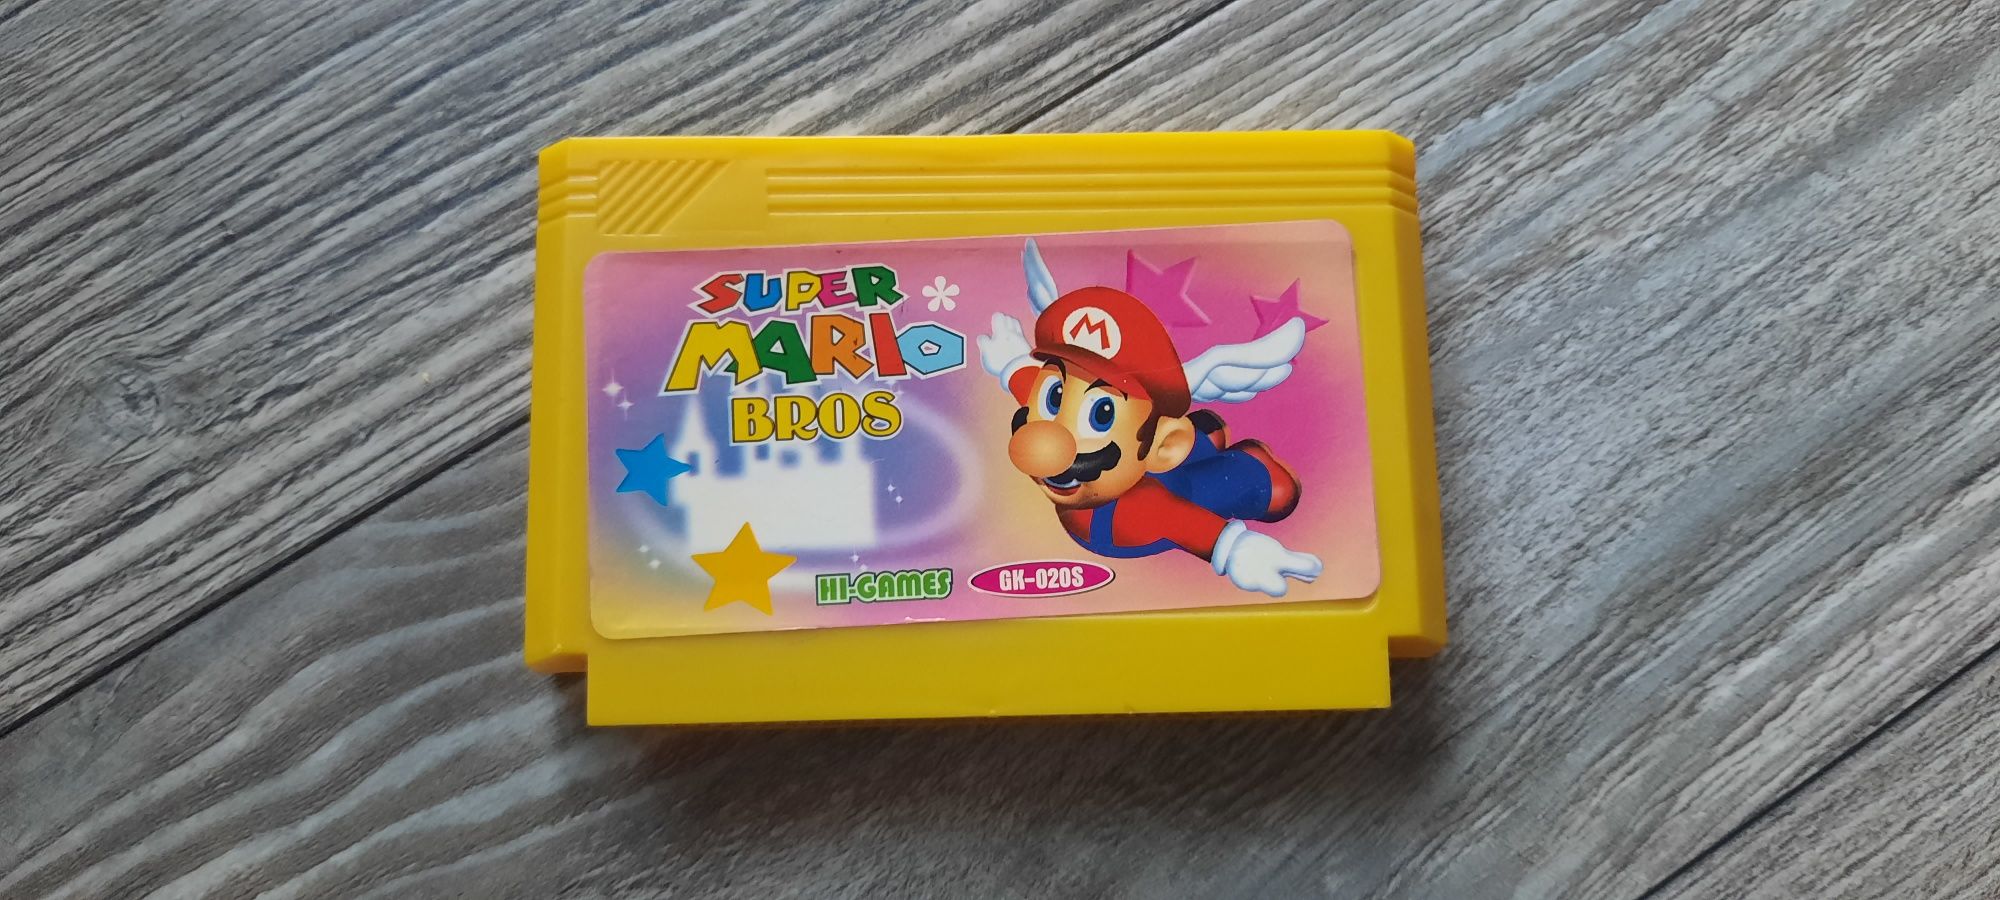 SUPER
MARIO
BROS
M
HI-GAMES
GK-020S